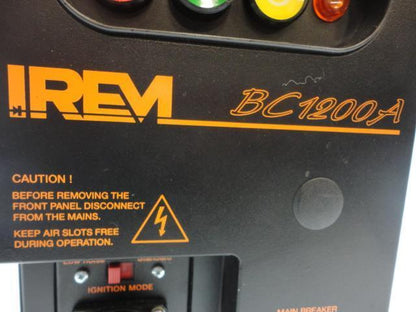 IREM
BC1200A
CAUTION !
BEFORE REMOVING THE
FRONT PANEL DISCONNECT
FROM THE MAINS.
KEEP AIR SLOTS FREE
DURING OPERATION.
IGNITION MODE
MAIN BREAKER